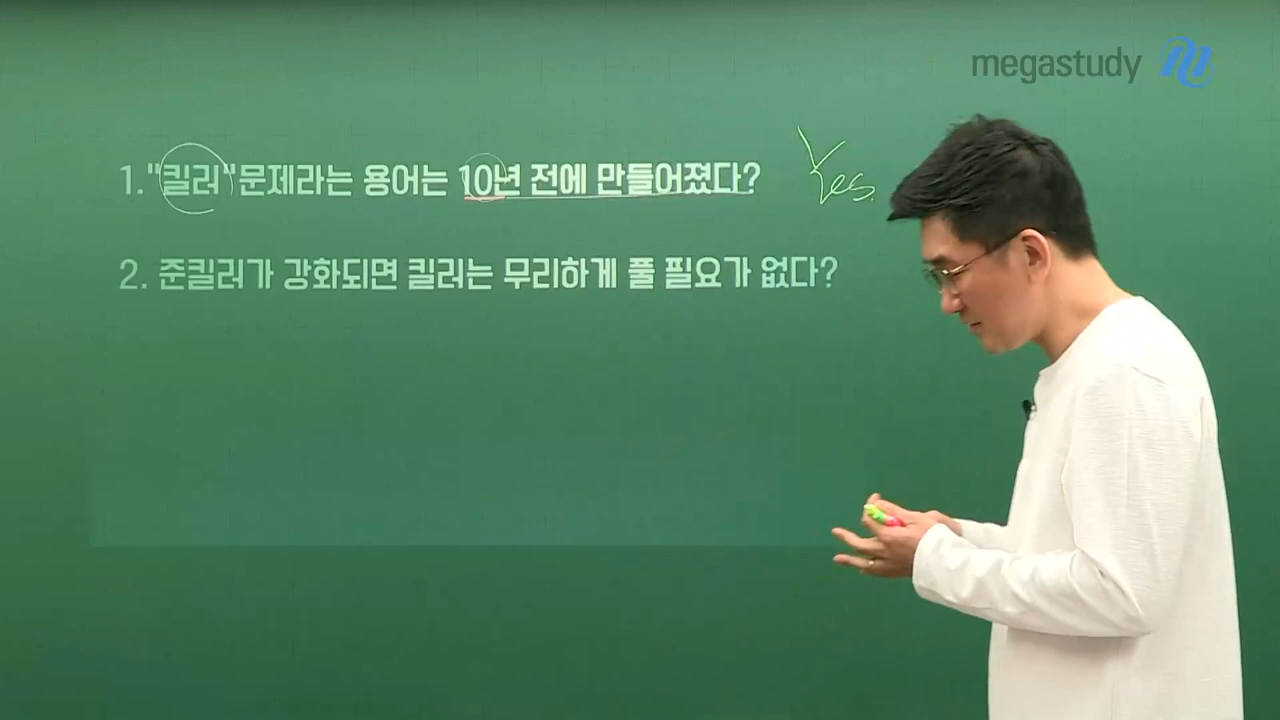 megastudy
1. "킬러"문제라는 용어는 10년 전에 만들어졌다? Yes.
2. 준킬러가 강화되면 킬러는 무리하게 풀 필요가 없다?